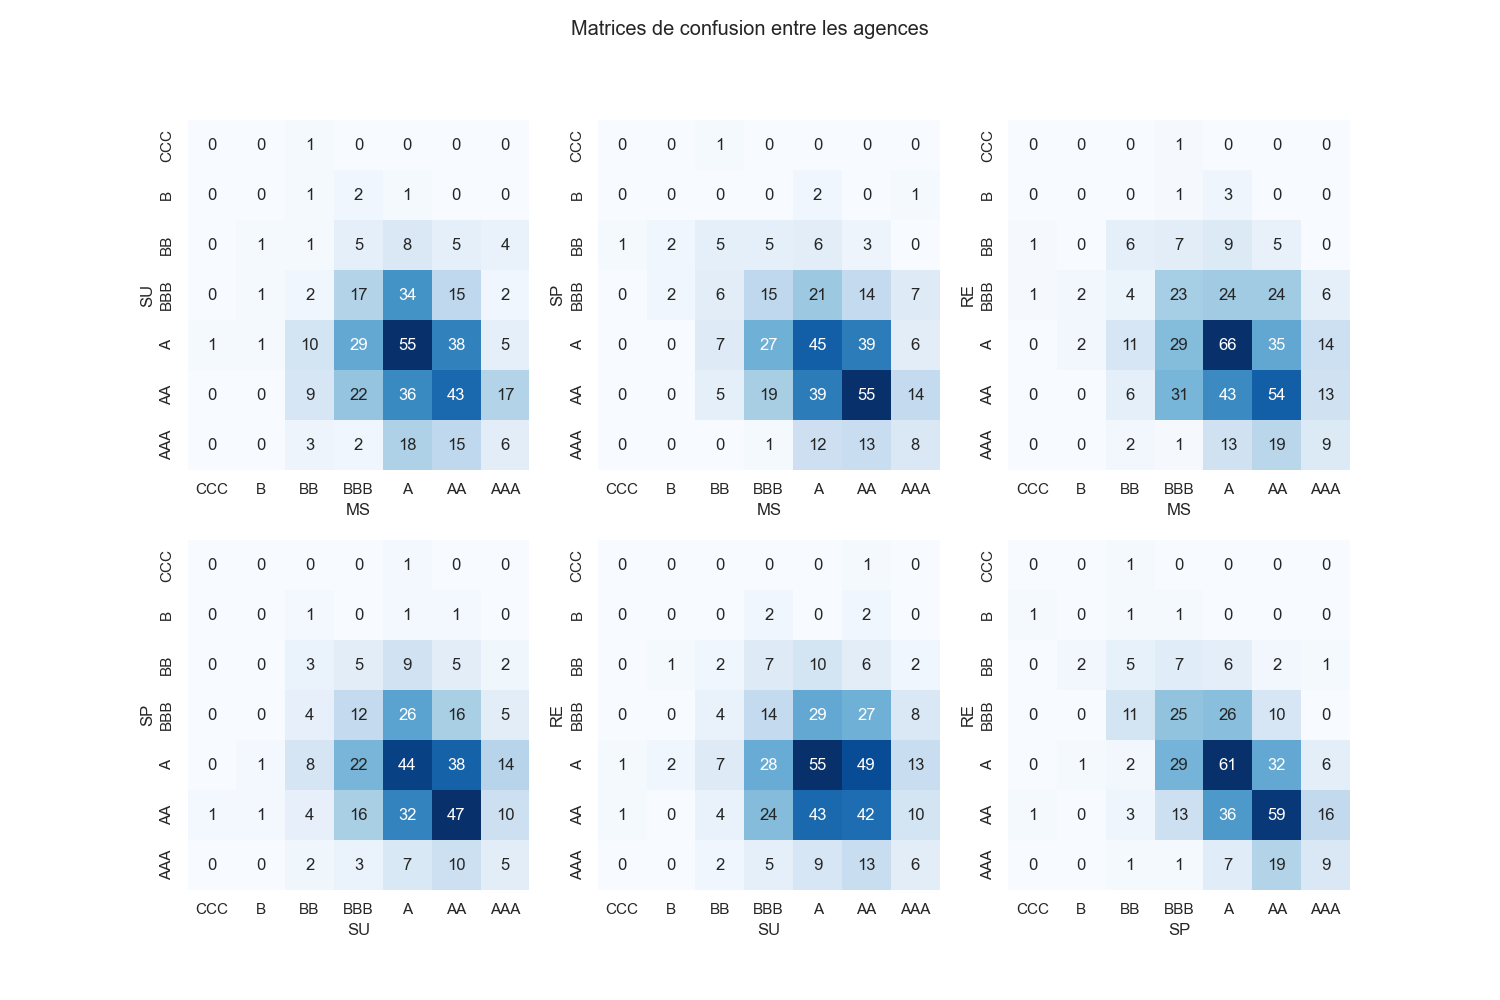 Matrices de confusion entre les agences
SU
CCC 0 0 1 0 0 0 0
B 0 0 1 2 1 0 0
BB 0 1 1 5 8 5 4
BBB 0 1 2 17 34 15 2
A 1 1 10 29 55 38 5
AA 0 0 9 22 36 43 17
AAA 0 0 3 2 18 15 6
CCC B BB BBB A AA AAA
MS
SP
CCC 0 0 1 0 0 0 0
B 0 0 0 0 2 0 1
BB 1 2 5 5 6 3 0
BBB 0 2 6 15 21 14 7
A 0 0 7 27 45 39 6
AA 0 0 5 19 39 55 14
AAA 0 0 0 1 12 13 8
CCC B BB BBB A AA AAA
MS
RE
CCC 0 0 0 1 0 0 0
B 0 0 0 1 3 0 0
BB 1 0 6 7 9 5 0
BBB 1 2 4 23 24 24 6
A 0 2 11 29 66 35 14
AA 0 0 6 31 43 54 13
AAA 0 0 2 1 13 19 9
CCC B BB BBB A AA AAA
MS
SP
CCC 0 0 0 0 1 0 0
B 0 0 1 0 1 1 0
BB 0 0 3 5 9 5 2
BBB 0 0 4 12 26 16 5
A 0 1 8 22 44 38 14
AA 1 1 4 16 32 47 10
AAA 0 0 2 3 7 10 5
CCC B BB BBB A AA AAA
SU
RE
CCC 0 0 0 0 0 1 0
B 0 0 0 2 0 2 0
BB 0 1 2 7 10 6 2
BBB 0 0 4 14 29 27 8
A 1 2 7 28 55 49 13
AA 1 0 4 24 43 42 10
AAA 0 0 2 5 9 13 6
CCC B BB BBB A AA AAA
SU
RE
CCC 0 0 1 0 0 0 0
B 1 0 1 1 0 0 0
BB 0 2 5 7 6 2 1
BBB 0 0 11 25 26 10 0
A 0 1 2 29 61 32 6
AA 1 0 3 13 36 59 16
AAA 0 0 1 1 7 19 9
CCC B BB BBB A AA AAA
SP